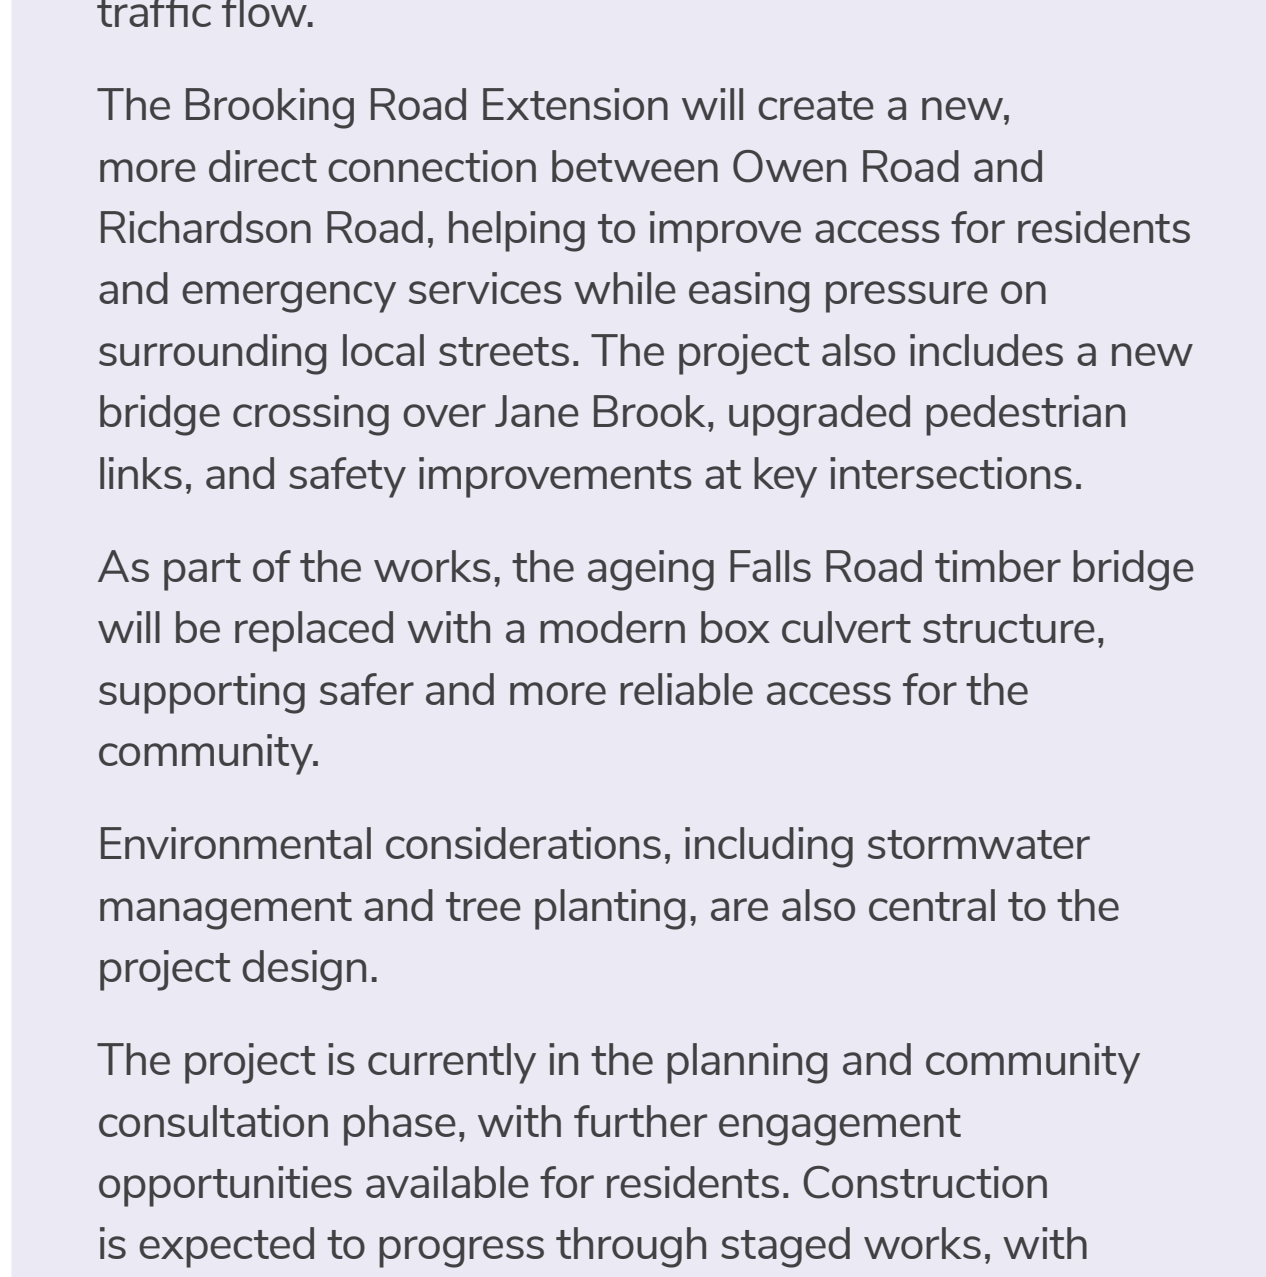 traffic flow.
The Brooking Road Extension will create a new,
more direct connection between Owen Road and
Richardson Road, helping to improve access for residents
and emergency services while easing pressure on
surrounding local streets. The project also includes a new
bridge crossing over Jane Brook, upgraded pedestrian
links, and safety improvements at key intersections.
As part of the works, the ageing Falls Road timber bridge
will be replaced with a modern box culvert structure,
supporting safer and more reliable access for the
community.
Environmental considerations, including stormwater
management and tree planting, are also central to the
project design.
The project is currently in the planning and community
consultation phase, with further engagement
opportunities available for residents. Construction
is expected to progress through staged works, with